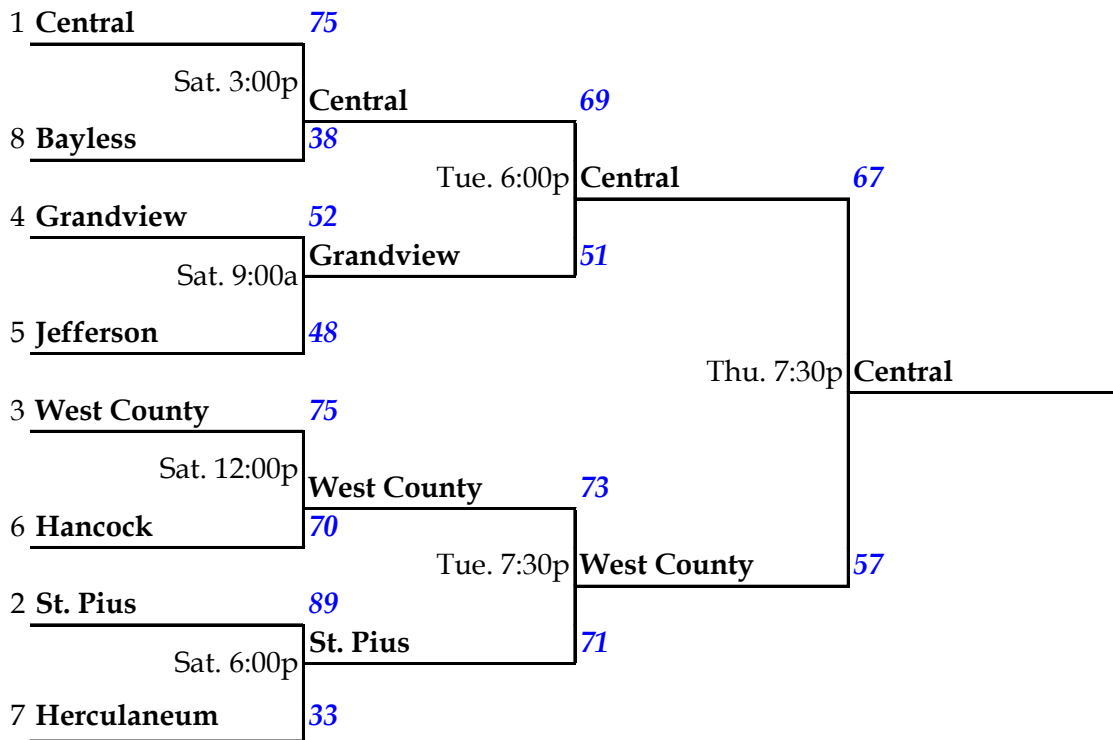 1 Central 75
Sat. 3:00p
Central 69
8 Bayless 38
Tue. 6:00p Central 67
4 Grandview 52
Sat. 9:00a Grandview 51
5 Jefferson 48
Thu. 7:30p Central
3 West County 75
Sat. 12:00p
West County 73
6 Hancock 70
Tue. 7:30p West County 57
2 St. Pius 89
Sat. 6:00p St. Pius 71
7 Herculaneum 33